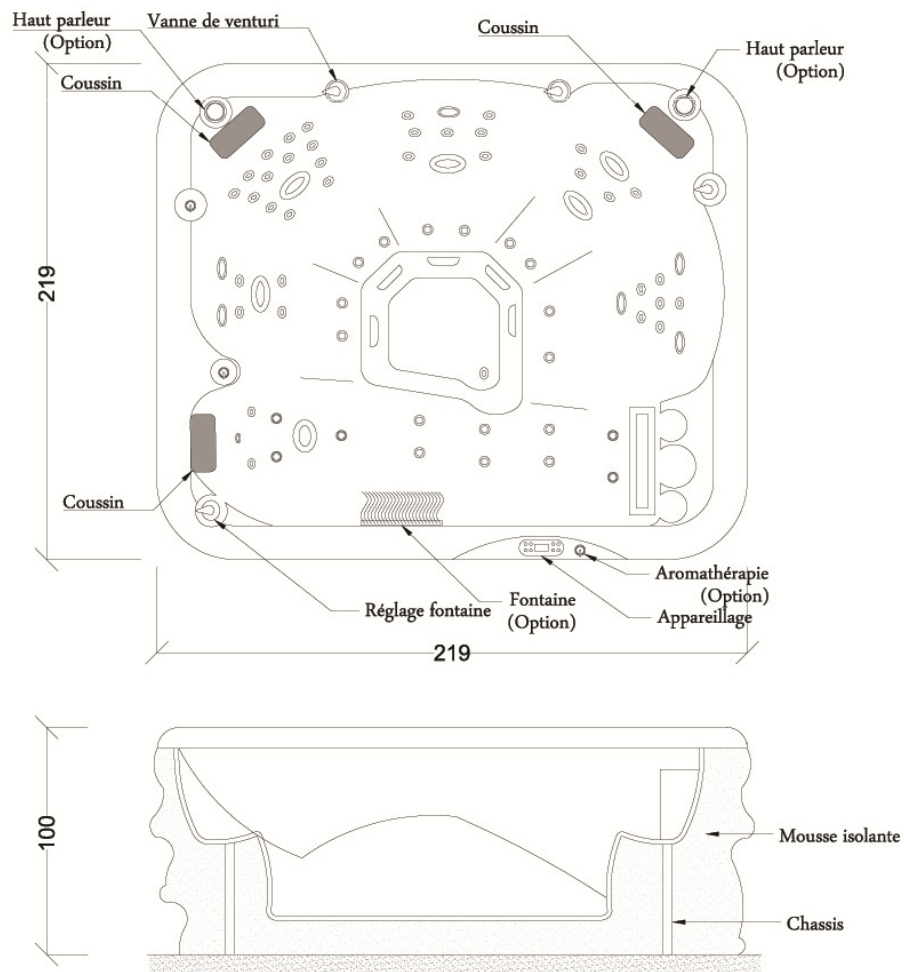 Haut parleur
(Option)
Vanne de venturi
Coussin
Haut parleur
(Option)
Coussin
219
Coussin
Réglage fontaine
Fontaine
(Option)
Aromathérapie
(Option)
Appareillage
219
100
Mousse isolante
Chassis